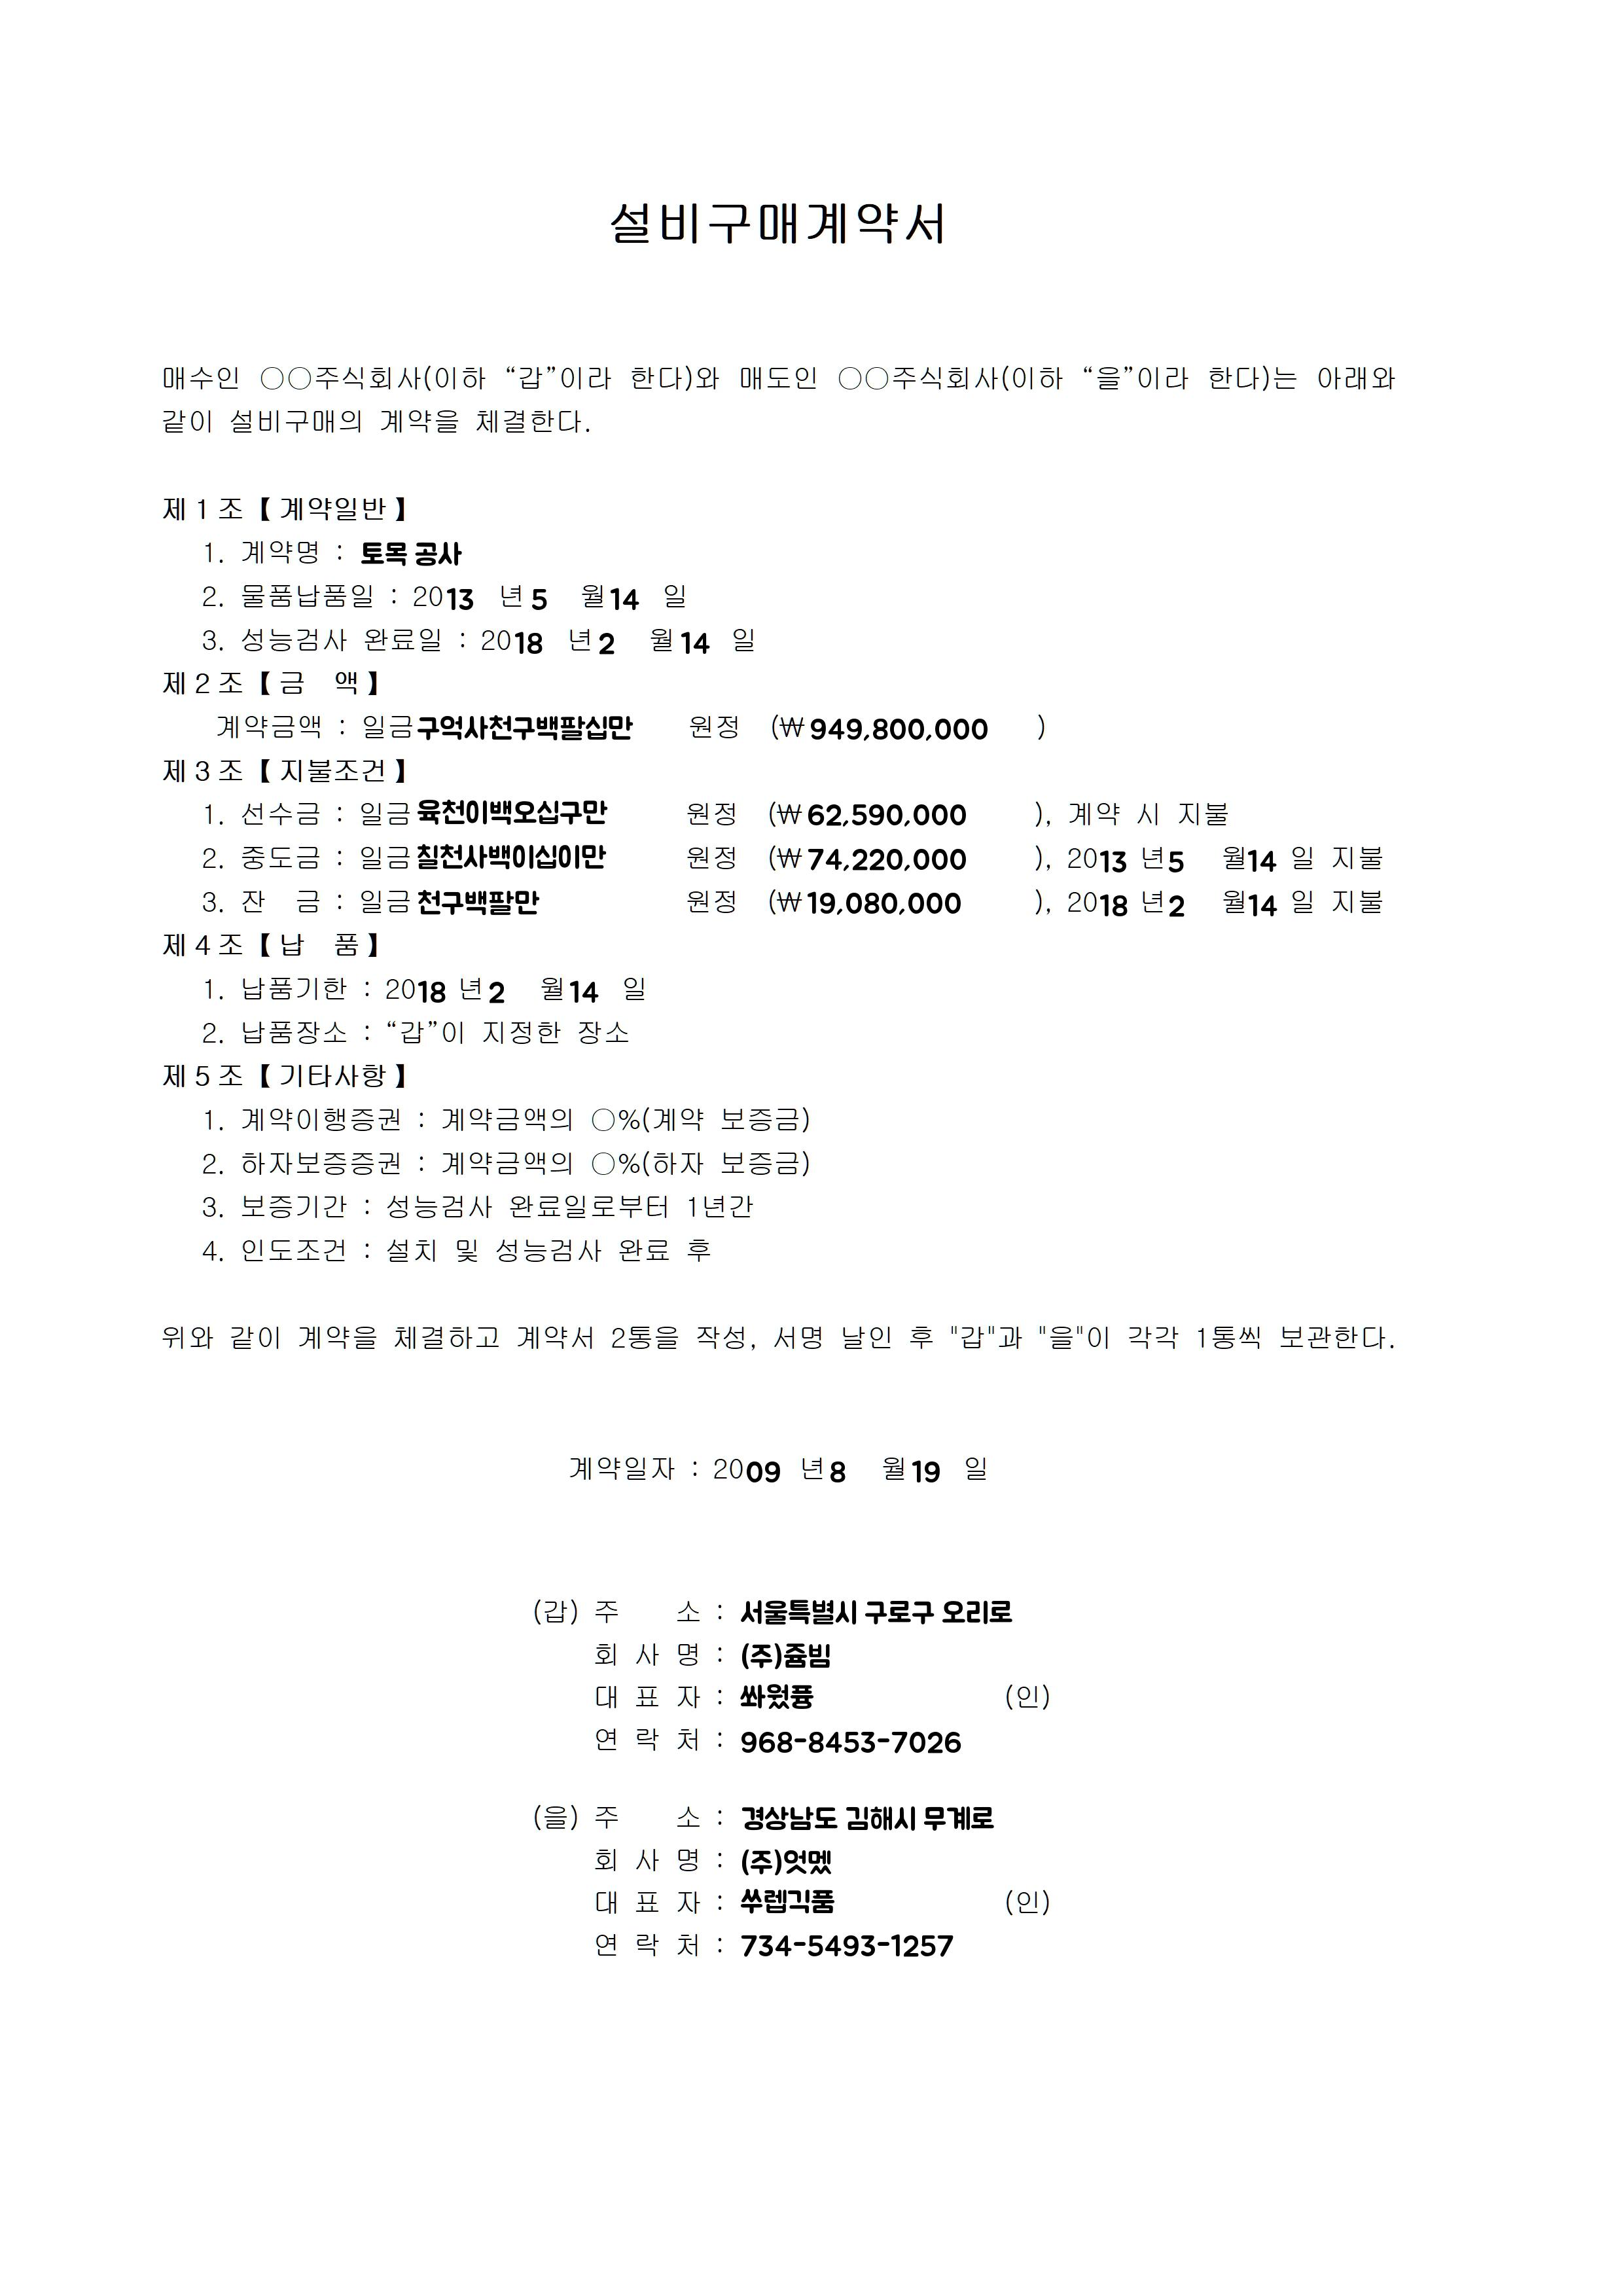 설비구매계약서
매수인 ○○주식회사(이하 “갑”이라 한다)와 매도인 ○○주식회사(이하 “을”이라 한다)는 아래와
같이 설비구매의 계약을 체결한다.
제1조【계약일반】
1. 계약명 : 토목 공사
2. 물품납품일 : 2013 년 5 월 14 일
3. 성능검사 완료일 : 2018 년 2 월 14 일
제2조【금 액】
계약금액 : 일금 구억사천구백팔십만 원정 (₩ 949,800,000 )
제3조【지불조건】
1. 선수금 : 일금 육천이백오십구만 원정 (₩ 62,590,000 ), 계약 시 지불
2. 중도금 : 일금 칠천사백이십이만 원정 (₩ 74,220,000 ), 2013 년 5 월 14 일 지불
3. 잔 금 : 일금 천구백팔만 원정 (₩ 19,080,000 ), 2018 년 2 월 14 일 지불
제4조【납 품】
1. 납품기한 : 2018 년 2 월 14 일
2. 납품장소 : “갑”이 지정한 장소
제5조【기타사항】
1. 계약이행증권 : 계약금액의 ○%(계약 보증금)
2. 하자보증증권 : 계약금액의 ○%(하자 보증금)
3. 보증기간 : 성능검사 완료일로부터 1년간
4. 인도조건 : 설치 및 성능검사 완료 후
위와 같이 계약을 체결하고 계약서 2통을 작성, 서명 날인 후 "갑"과 "을"이 각각 1통씩 보관한다.
계약일자 : 2009 년 8 월 19 일
(갑) 주 소 : 서울특별시 구로구 오리로
회 사 명 : (주)쥼빔
대 표 자 : 쏴웠퓽 (인)
연 락 처 : 968-8453-7026
(을) 주 소 : 경상남도 김해시 무계로
회 사 명 : (주)엇멨
대 표 자 : 쑤렙긱품 (인)
연 락 처 : 734-5493-1257